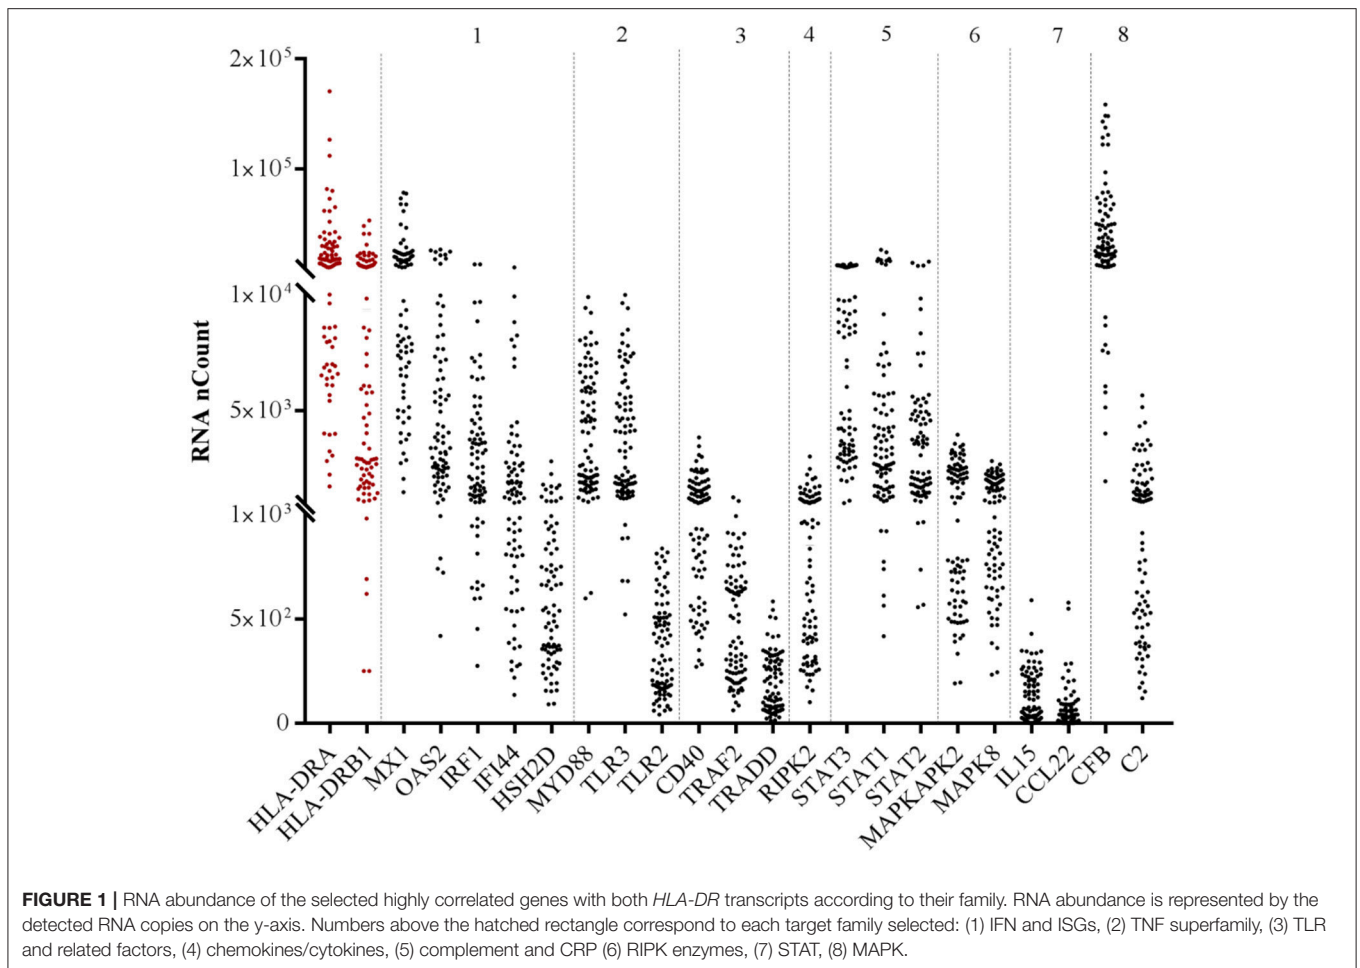 1 2 3 4 5 6 7 8
2×10⁵
1×10⁵
1×10⁴
5×10³
1×10³
5×10²
0
RNA nCount
HLA-DRA HLA-DRB1 MX1 OAS2 IRF1 IFI44 HSH2D MYD88 TLR3 TLR2 CD40 TRAF2 TRADD RIPK2 STAT3 STAT1 STAT2 MAPKAPK2 MAPK8 IL15 CCL22 CFB C2
FIGURE 1 | RNA abundance of the selected highly correlated genes with both HLA-DR transcripts according to their family. RNA abundance is represented by the
detected RNA copies on the y-axis. Numbers above the hatched rectangle correspond to each target family selected: (1) IFN and ISGs, (2) TNF superfamily, (3) TLR
and related factors, (4) chemokines/cytokines, (5) complement and CRP (6) RIPK enzymes, (7) STAT, (8) MAPK.